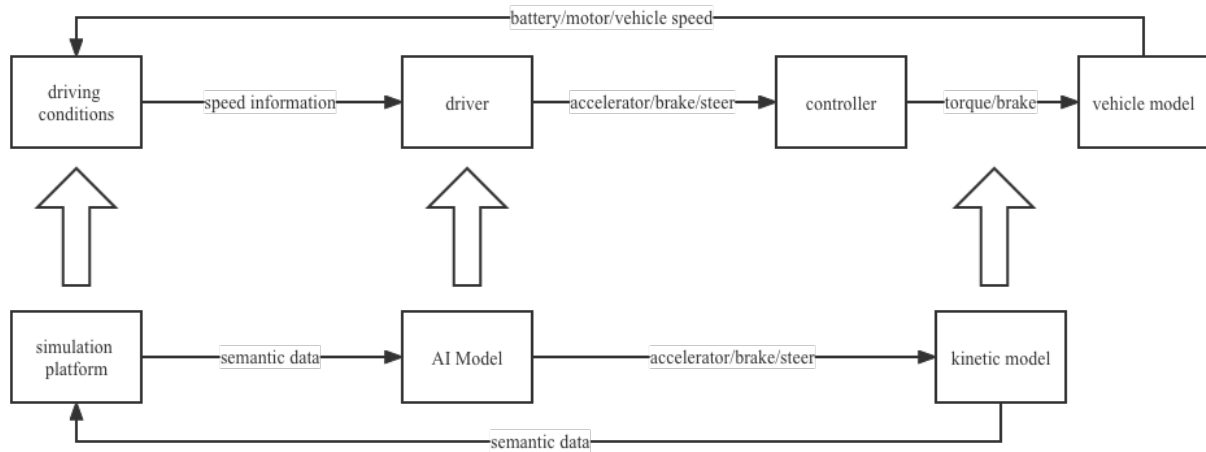 battery/motor/vehicle speed
driving
conditions
speed information
driver
accelerator/brake/steer
controller
torque/brake
vehicle model
simulation
platform
semantic data
AI Model
accelerator/brake/steer
kinetic model
semantic data